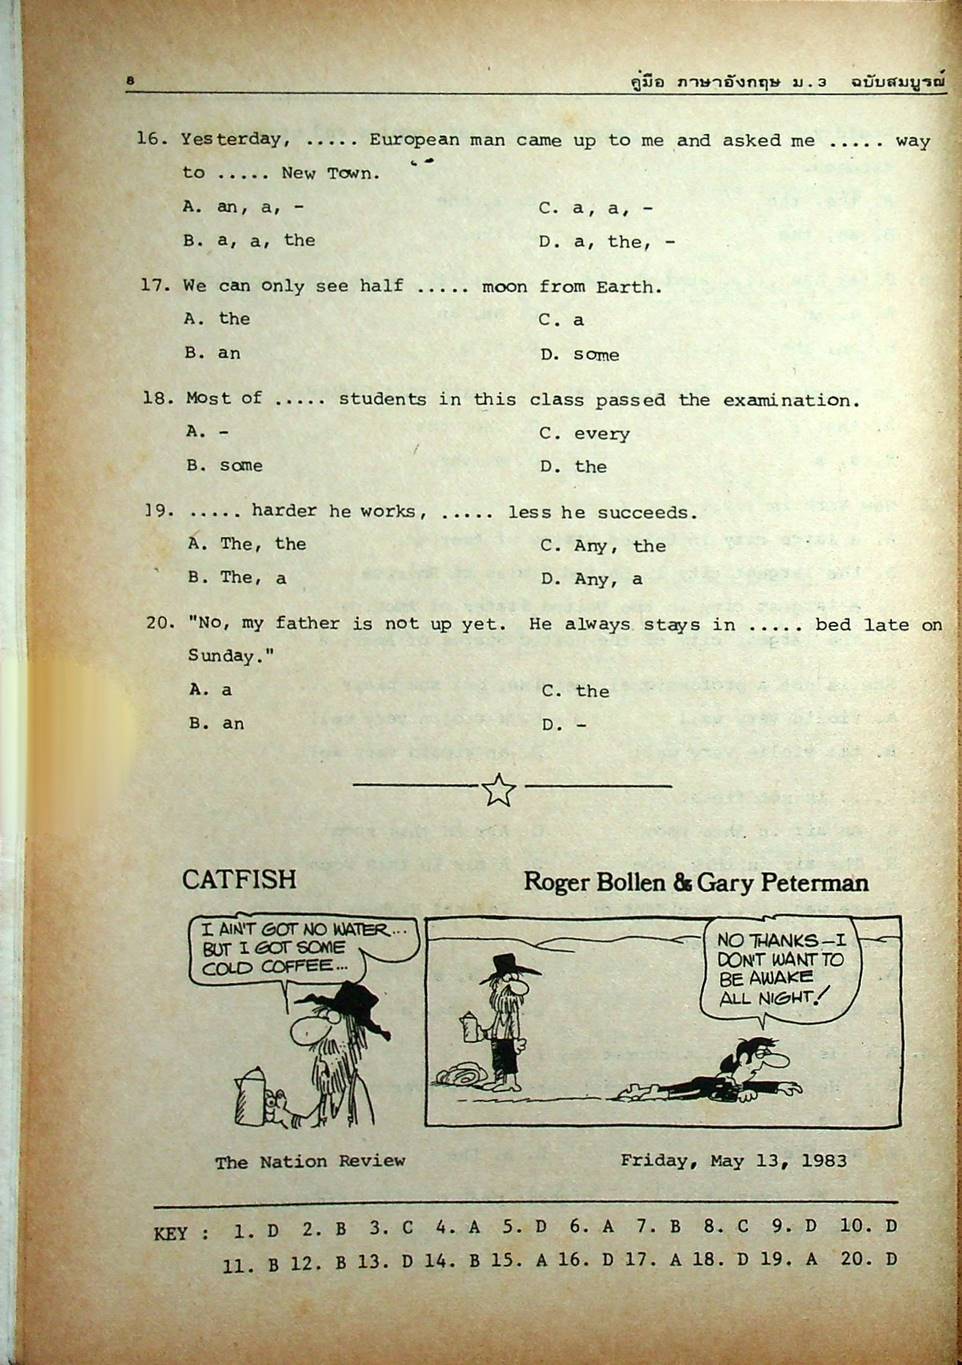 8 คู่มือ ภาษาอังกฤษ ม.3 ฉบับสมบูรณ์
16. Yesterday, ..... European man came up to me and asked me ..... way
to ..... New Town.
A. an, a, - C. a, a, -
B. a, a, the D. a, the, -
17. We can only see half ..... moon from Earth.
A. the C. a
B. an D. some
18. Most of ..... students in this class passed the examination.
A. - C. every
B. some D. the
19. ..... harder he works, ..... less he succeeds.
A. The, the C. Any, the
B. The, a D. Any, a
20. "No, my father is not up yet. He always stays in ..... bed late on
Sunday."
A. a C. the
B. an D. -
CATFISH Roger Bollen & Gary Peterman
I AIN'T GOT NO WATER...
BUT I GOT SOME
COLD COFFEE...
NO THANKS—I
DON'T WANT TO
BE AWAKE
ALL NIGHT!
The Nation Review Friday, May 13, 1983
KEY : 1. D 2. B 3. C 4. A 5. D 6. A 7. B 8. C 9. D 10. D
11. B 12. B 13. D 14. B 15. A 16. D 17. A 18. D 19. A 20. D